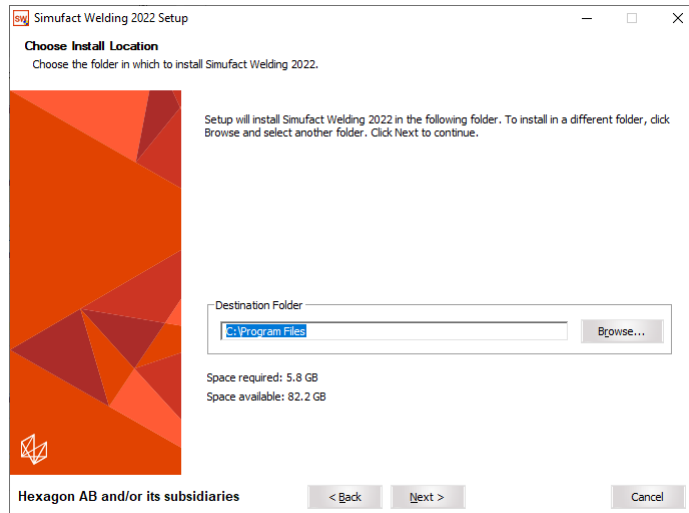 SW Simufact Welding 2022 Setup
Choose Install Location
Choose the folder in which to install Simufact Welding 2022.
Setup will install Simufact Welding 2022 in the following folder. To install in a different folder, click
Browse and select another folder. Click Next to continue.
Destination Folder
C:\Program Files
Browse...
Space required: 5.8 GB
Space available: 82.2 GB
Hexagon AB and/or its subsidiaries
< Back
Next >
Cancel